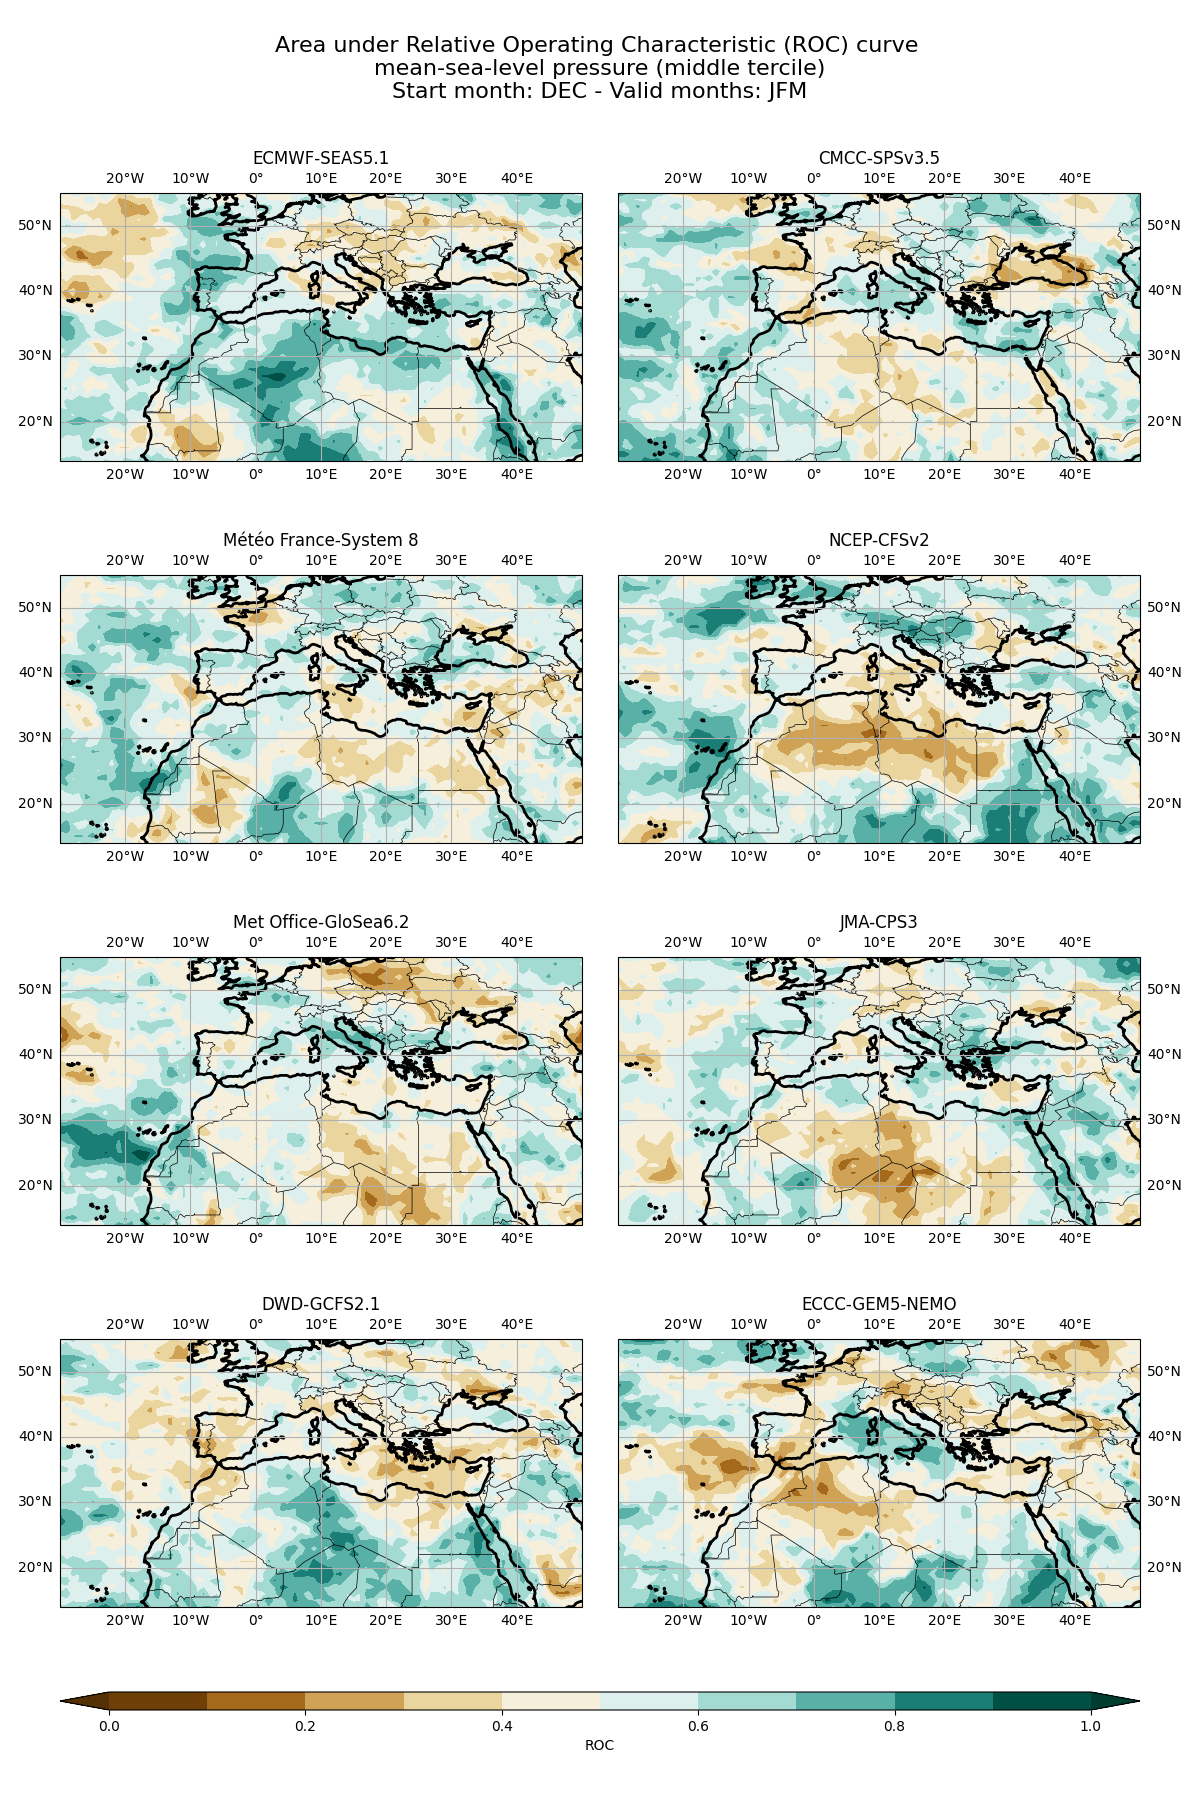 Area under Relative Operating Characteristic (ROC) curve
mean-sea-level pressure (middle tercile)
Start month: DEC - Valid months: JFM
ECMWF-SEAS5.1
CMCC-SPSv3.5
20°W 10°W 0° 10°E 20°E 30°E 40°E
20°W 10°W 0° 10°E 20°E 30°E 40°E
50°N
50°N
40°N
40°N
30°N
30°N
20°N
20°N
20°W 10°W 0° 10°E 20°E 30°E 40°E
20°W 10°W 0° 10°E 20°E 30°E 40°E
Météo France-System 8
NCEP-CFSv2
20°W 10°W 0° 10°E 20°E 30°E 40°E
20°W 10°W 0° 10°E 20°E 30°E 40°E
50°N
50°N
40°N
40°N
30°N
30°N
20°N
20°N
20°W 10°W 0° 10°E 20°E 30°E 40°E
20°W 10°W 0° 10°E 20°E 30°E 40°E
Met Office-GloSea6.2
JMA-CPS3
20°W 10°W 0° 10°E 20°E 30°E 40°E
20°W 10°W 0° 10°E 20°E 30°E 40°E
50°N
50°N
40°N
40°N
30°N
30°N
20°N
20°N
20°W 10°W 0° 10°E 20°E 30°E 40°E
20°W 10°W 0° 10°E 20°E 30°E 40°E
DWD-GCFS2.1
ECCC-GEM5-NEMO
20°W 10°W 0° 10°E 20°E 30°E 40°E
20°W 10°W 0° 10°E 20°E 30°E 40°E
50°N
50°N
40°N
40°N
30°N
30°N
20°N
20°N
20°W 10°W 0° 10°E 20°E 30°E 40°E
20°W 10°W 0° 10°E 20°E 30°E 40°E
0.0 0.2 0.4 0.6 0.8 1.0
ROC